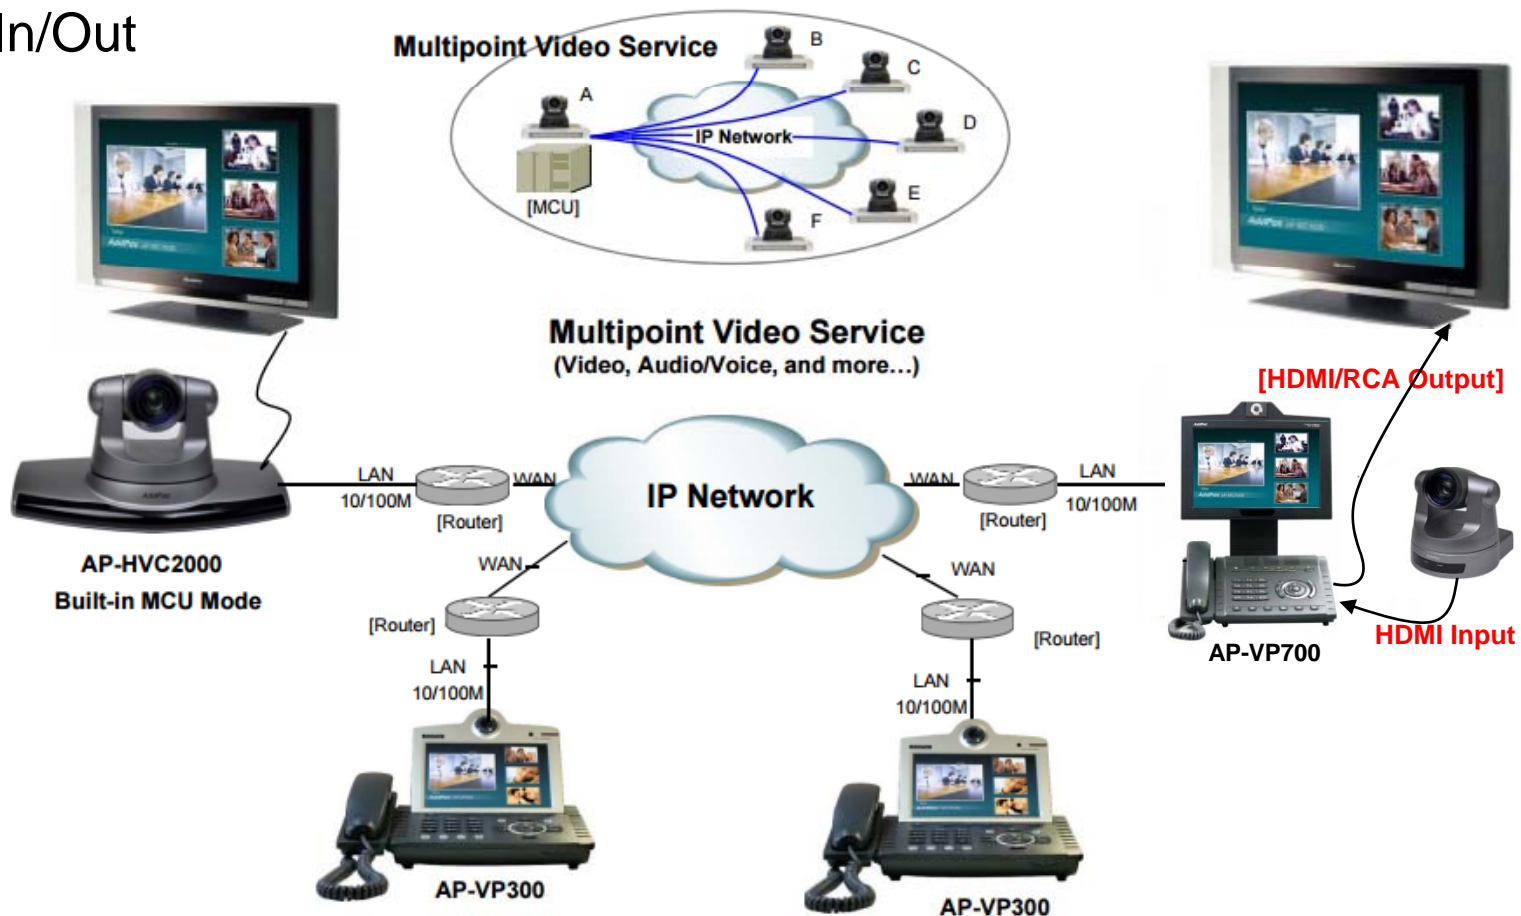 In/Out
Multipoint Video Service
A
B
C
D
E
F
IP Network
[MCU]
Multipoint Video Service
(Video, Audio/Voice, and more...)
[HDMI/RCA Output]
LAN
10/100M
[Router]
WAN
IP Network
WAN
[Router]
LAN
10/100M
AP-HVC2000
Built-in MCU Mode
WAN
[Router]
LAN
10/100M
WAN
[Router]
LAN
10/100M
AP-VP700
HDMI Input
AP-VP300
AP-VP300
AddPac